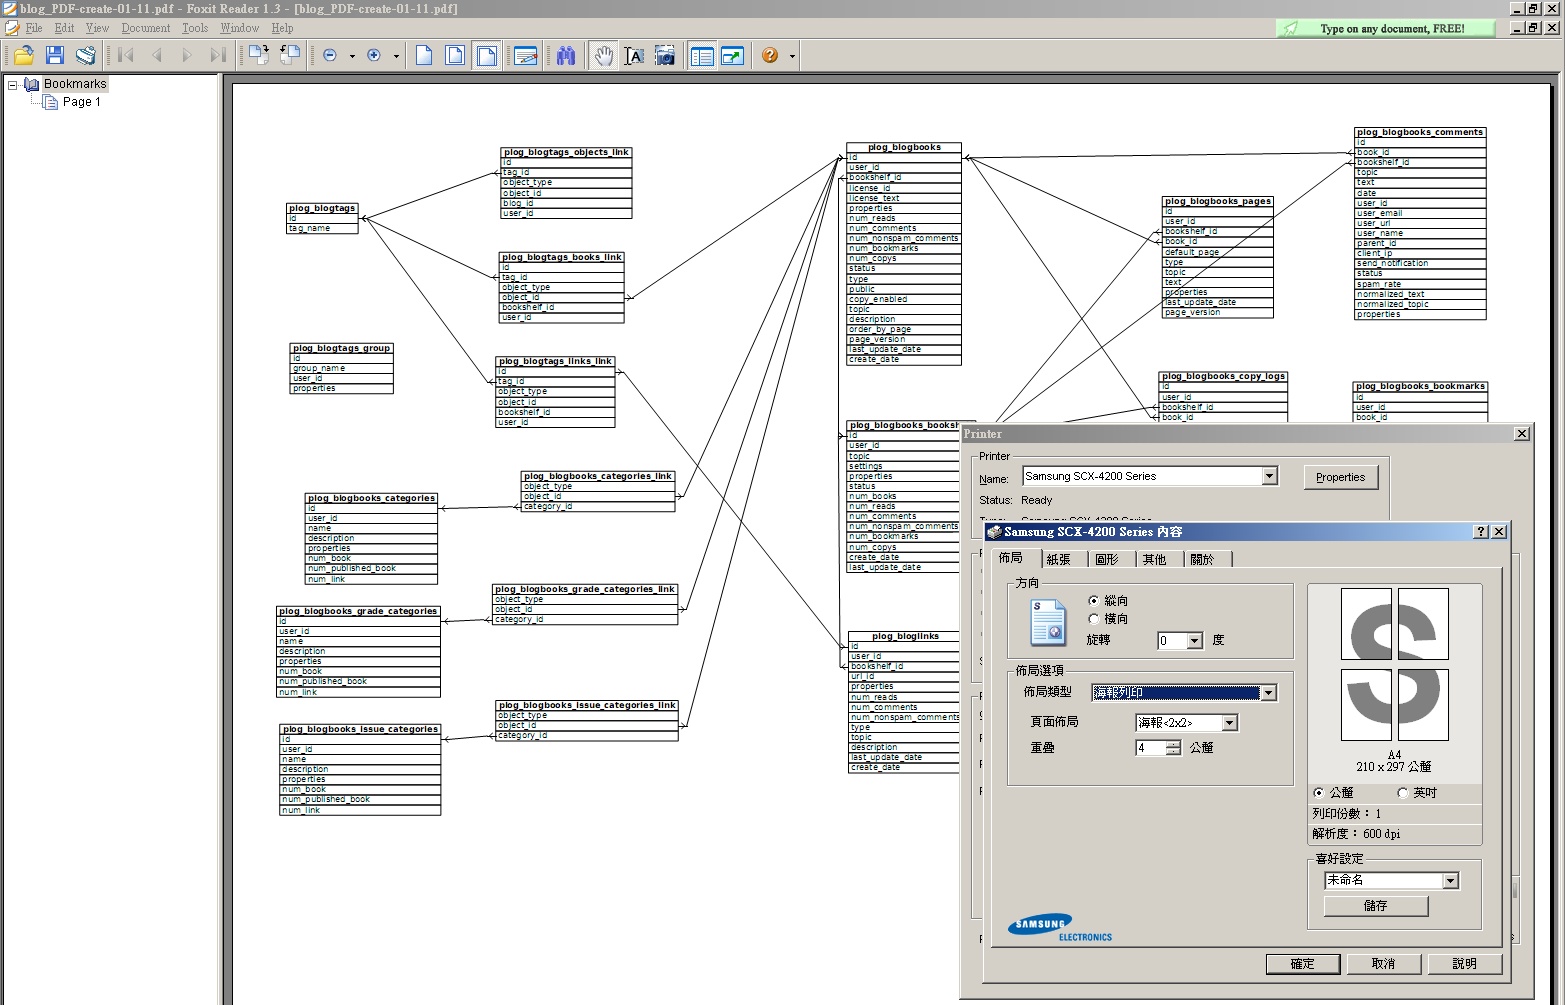 blog_PDF-create-01-11.pdf - Foxit Reader 1.3 - [blog_PDF-create-01-11.pdf]
File Edit View Document Tools Window Help
Type on any document, FREE!
Bookmarks
Page 1
plog_blogtags
id
tag_name
plog_blogtags_group
id
group_name
user_id
properties
plog_blogbooks_categories
id
user_id
name
description
properties
num_book
num_published_book
num_link
plog_blogbooks_grade_categories
id
user_id
name
description
properties
num_book
num_published_book
num_link
plog_blogbooks_issue_categories
id
user_id
name
description
properties
num_book
num_published_book
num_link
plog_blogtags_objects_link
id
tag_id
object_type
object_id
blog_id
user_id
plog_blogtags_books_link
id
tag_id
object_type
object_id
bookshelf_id
user_id
plog_blogtags_links_link
id
tag_id
object_type
object_id
bookshelf_id
user_id
plog_blogbooks_categories_link
object_type
object_id
category_id
plog_blogbooks_grade_categories_link
object_type
object_id
category_id
plog_blogbooks_issue_categories_link
object_type
object_id
category_id
plog_blogbooks
id
user_id
bookshelf_id
license_id
license_text
properties
num_reads
num_comments
num_nonspam_comments
num_bookmarks
num_copys
status
type
public
copy_enabled
topic
description
order_by_page
page_version
last_update_date
create_date
plog_blogbooks_booksh
id
user_id
topic
settings
properties
status
num_books
num_reads
num_comments
num_nonspam_comments
num_bookmarks
num_copys
create_date
last_update_date
plog_bloglinks
id
user_id
bookshelf_id
url_id
properties
num_reads
num_comments
num_nonspam_comments
type
topic
description
last_update_date
create_date
plog_blogbooks_pages
id
user_id
bookshelf_id
book_id
default_page
type
topic
text
properties
last_update_date
page_version
plog_blogbooks_copy_logs
id
user_id
bookshelf_id
book_id
plog_blogbooks_comments
id
book_id
bookshelf_id
topic
text
date
user_id
user_email
user_url
user_name
parent_id
client_ip
send_notification
status
spam_rate
normalized_text
normalized_topic
properties
plog_blogbooks_bookmarks
id
user_id
book_id
Printer
Printer
Name: Samsung SCX-4200 Series
Properties
Status: Ready
Samsung SCX-4200 Series 內容
佈局 紙張 圖形 其他 關於
方向
縱向
橫向
旋轉 0 度
佈局選項
佈局類型 海報列印
頁面佈局 海報<2x2>
重疊 4 公釐
A4
210 x 297 公釐
公釐 英吋
列印份數： 1
解析度： 600 dpi
喜好設定
未命名
儲存
SAMSUNG
ELECTRONICS
確定 取消 說明